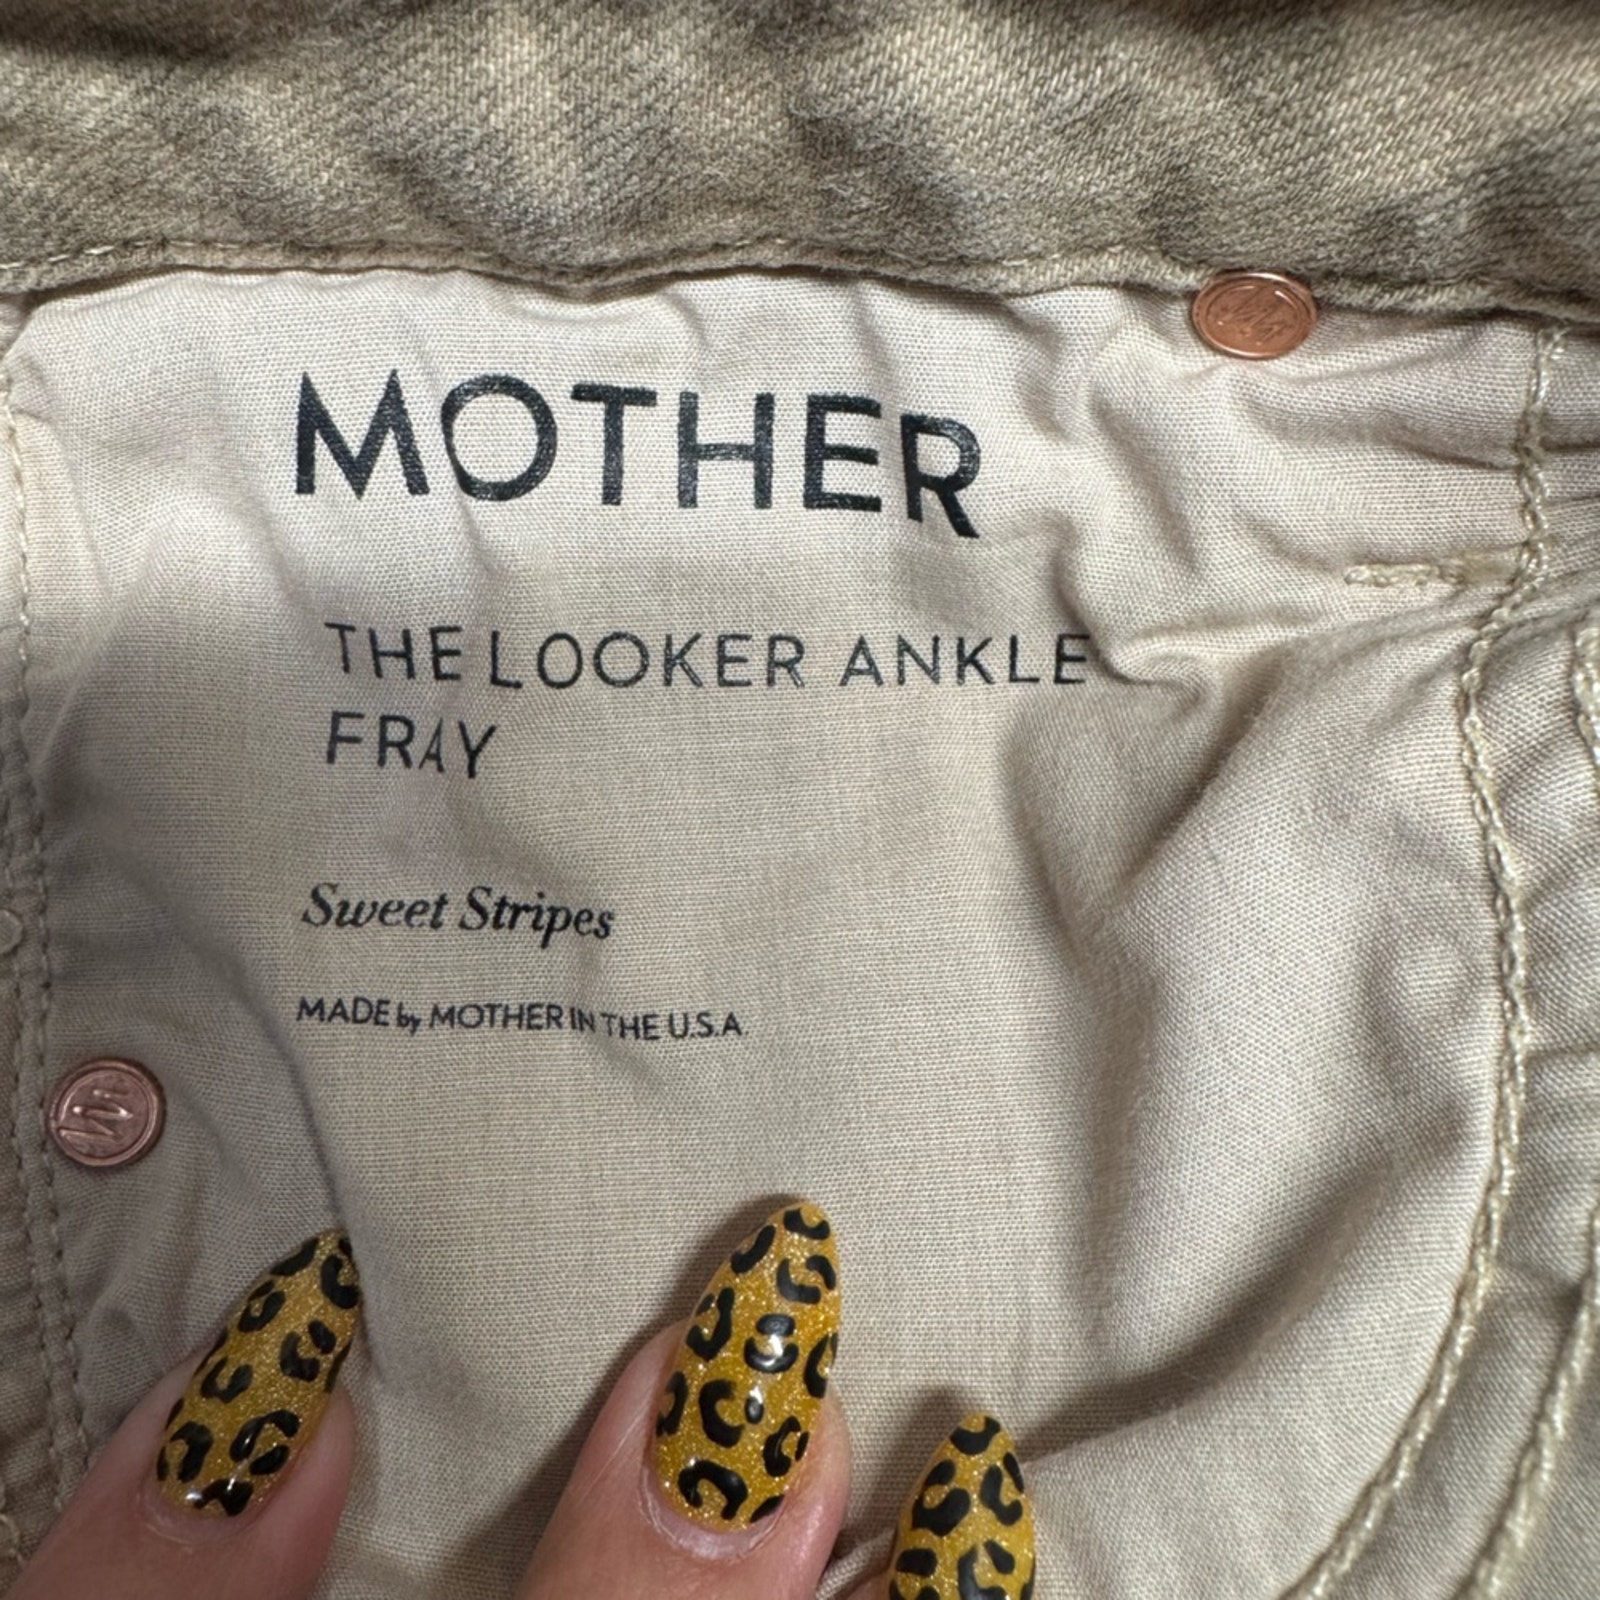 MOTHER
THE LOOKER ANKLE
FRAY
Sweet Stripes
MADE by MOTHER IN THE U.S.A.